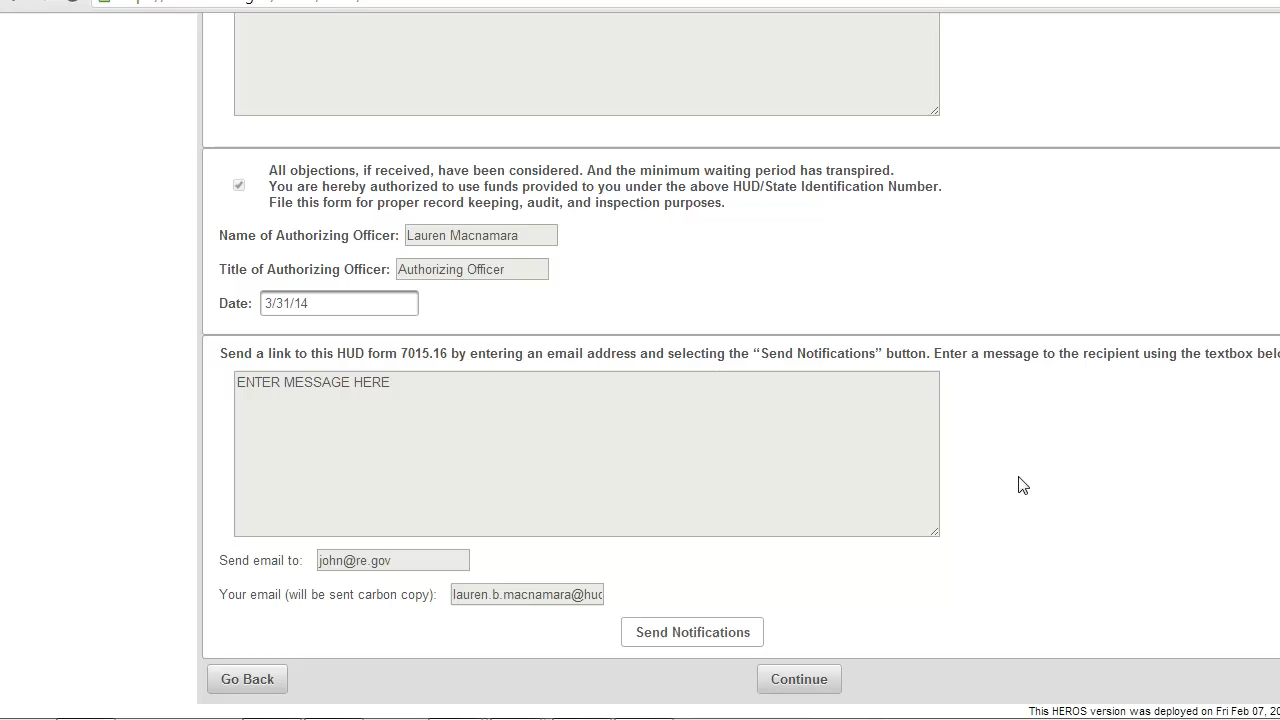 All objections, if received, have been considered. And the minimum waiting period has transpired.
You are hereby authorized to use funds provided to you under the above HUD/State Identification Number.
File this form for proper record keeping, audit, and inspection purposes.
Name of Authorizing Officer: Lauren Macnamara
Title of Authorizing Officer: Authorizing Officer
Date: 3/31/14
Send a link to this HUD form 7015.16 by entering an email address and selecting the “Send Notifications” button. Enter a message to the recipient using the textbox
ENTER MESSAGE HERE
Send email to: john@re.gov
Your email (will be sent carbon copy): lauren.b.macnamara@
Send Notifications
Go Back
Continue
This HEROS version was deployed on Fri Feb 07,